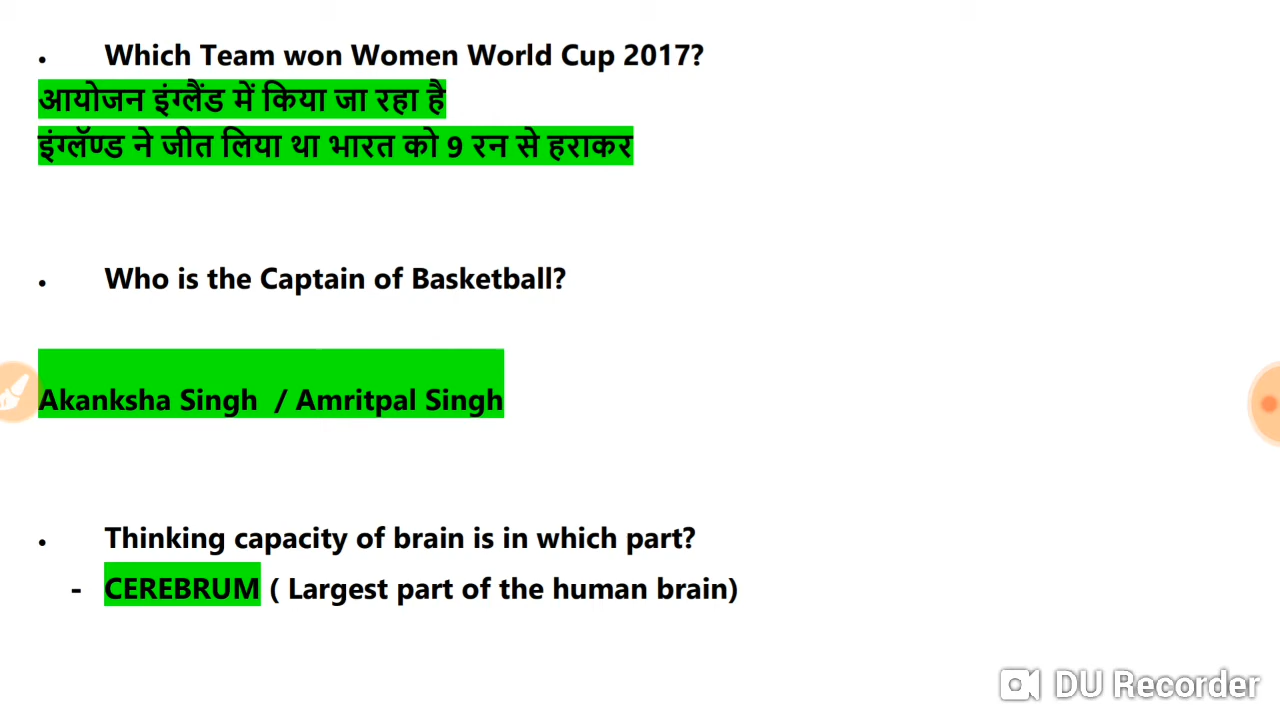 • Which Team won Women World Cup 2017?
आयोजन इंग्लैंड में किया जा रहा है
इंग्लॅण्ड ने जीत लिया था भारत को 9 रन से हराकर
• Who is the Captain of Basketball?
Akanksha Singh / Amritpal Singh
• Thinking capacity of brain is in which part?
- CEREBRUM ( Largest part of the human brain)
DU Recorder